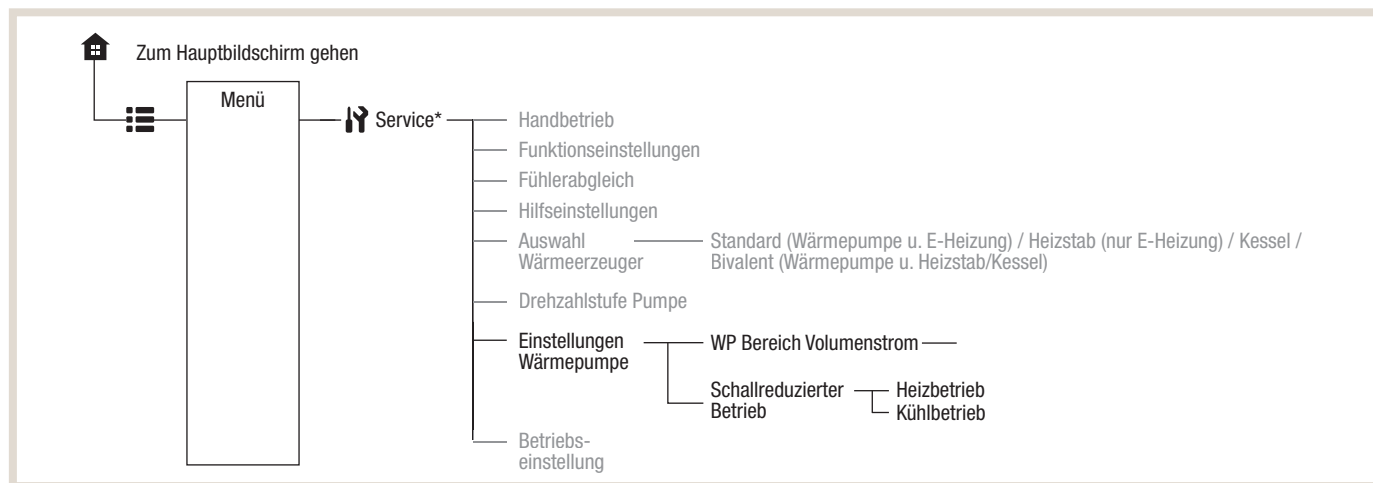 Zum Hauptbildschirm gehen
Menü
Service*
Handbetrieb
Funktionseinstellungen
Fühlerabgleich
Hilfseinstellungen
Auswahl
Wärmeerzeuger
Standard (Wärmepumpe u. E-Heizung) / Heizstab (nur E-Heizung) / Kessel /
Bivalent (Wärmepumpe u. Heizstab/Kessel)
Drehzahlstufe Pumpe
Einstellungen
Wärmepumpe
WP Bereich Volumenstrom
Schallreduzierter
Betrieb
Heizbetrieb
Kühlbetrieb
Betriebs-
einstellung